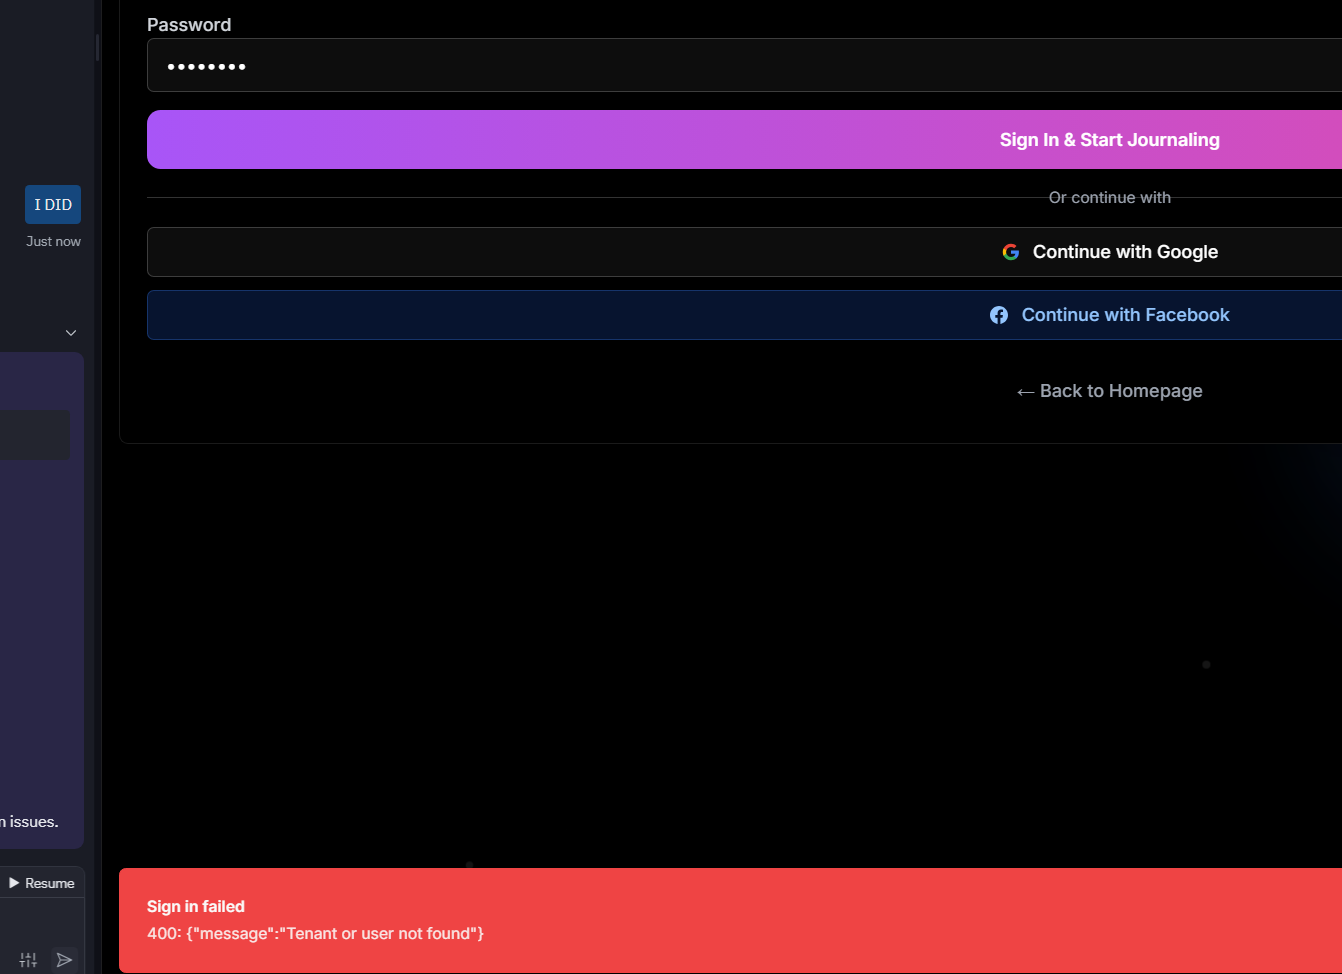 Password
••••••••
Sign In & Start Journaling
Or continue with
Continue with Google
Continue with Facebook
← Back to Homepage
I DID
Just now
issues.
Resume
Sign in failed
400: {"message":"Tenant or user not found"}